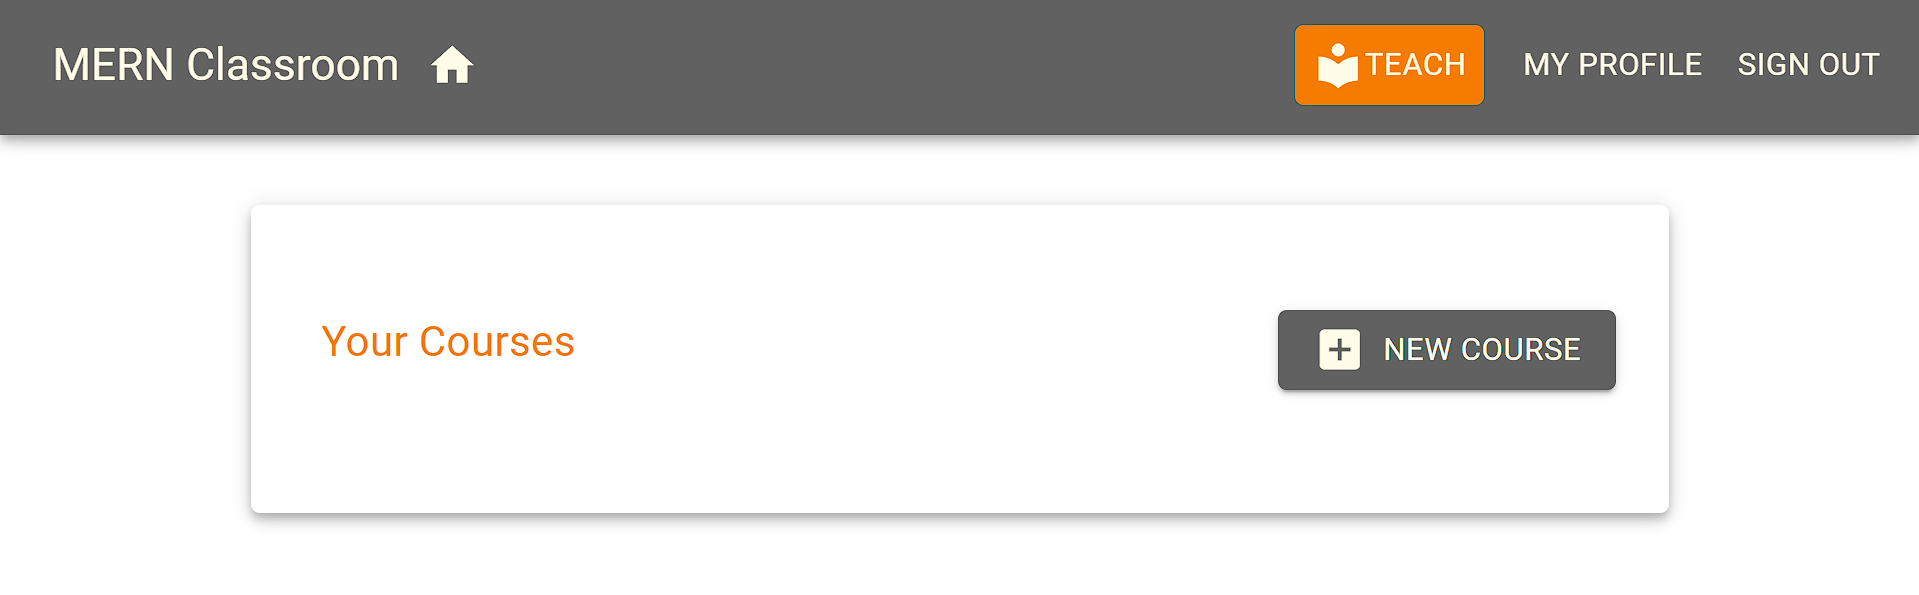 MERN Classroom TEACH MY PROFILE SIGN OUT
Your Courses NEW COURSE